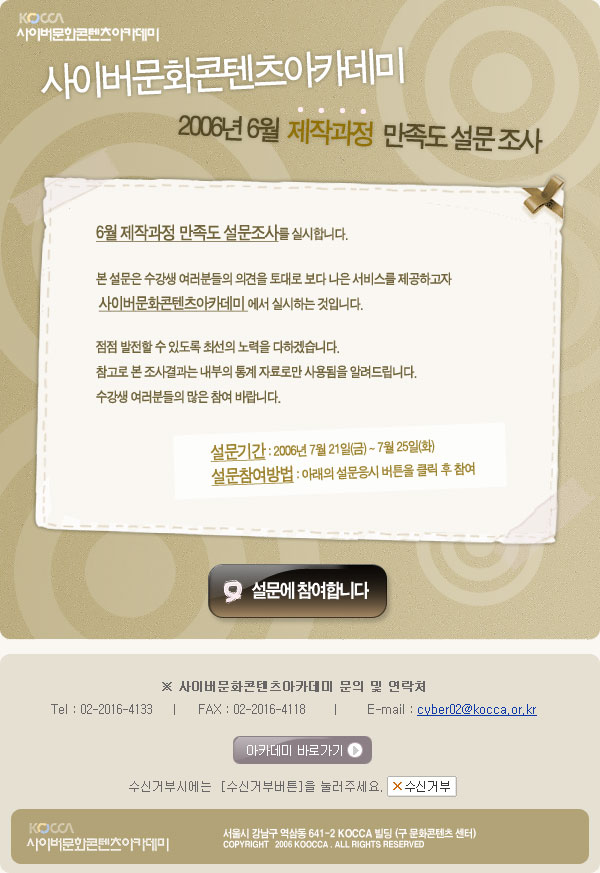 KOCCA
사이버문화콘텐츠아카데미
사이버문화콘텐츠아카데미
2006년 6월 제작과정 만족도 설문 조사
6월 제작과정 만족도 설문조사를 실시합니다.
본 설문은 수강생 여러분들의 의견을 토대로 보다 나은 서비스를 제공하고자
사이버문화콘텐츠아카데미 에서 실시하는 것입니다.
점점 발전할 수 있도록 최선의 노력을 다하겠습니다.
참고로 본 조사결과는 내부의 통계 자료로만 사용됨을 알려드립니다.
수강생 여러분들의 많은 참여 바랍니다.
설문기간 : 2006년 7월 21일(금) ~ 7월 25일(화)
설문참여방법 : 아래의 설문응시 버튼을 클릭 후 참여
설문에 참여합니다
※ 사이버문화콘텐츠아카데미 문의 및 연락처
Tel : 02-2016-4133 | FAX : 02-2016-4118 | E-mail : cyber02@kocca.or.kr
아카데미 바로가기
수신거부시에는 [수신거부버튼]을 눌러주세요. ×수신거부
KOCCA
사이버문화콘텐츠아카데미
서울시 강남구 역삼동 641-2 KOCCA 빌딩 (구 문화콘텐츠 센터)
COPYRIGHT 2006 KOOCCA . ALL RIGHTS RESERVED